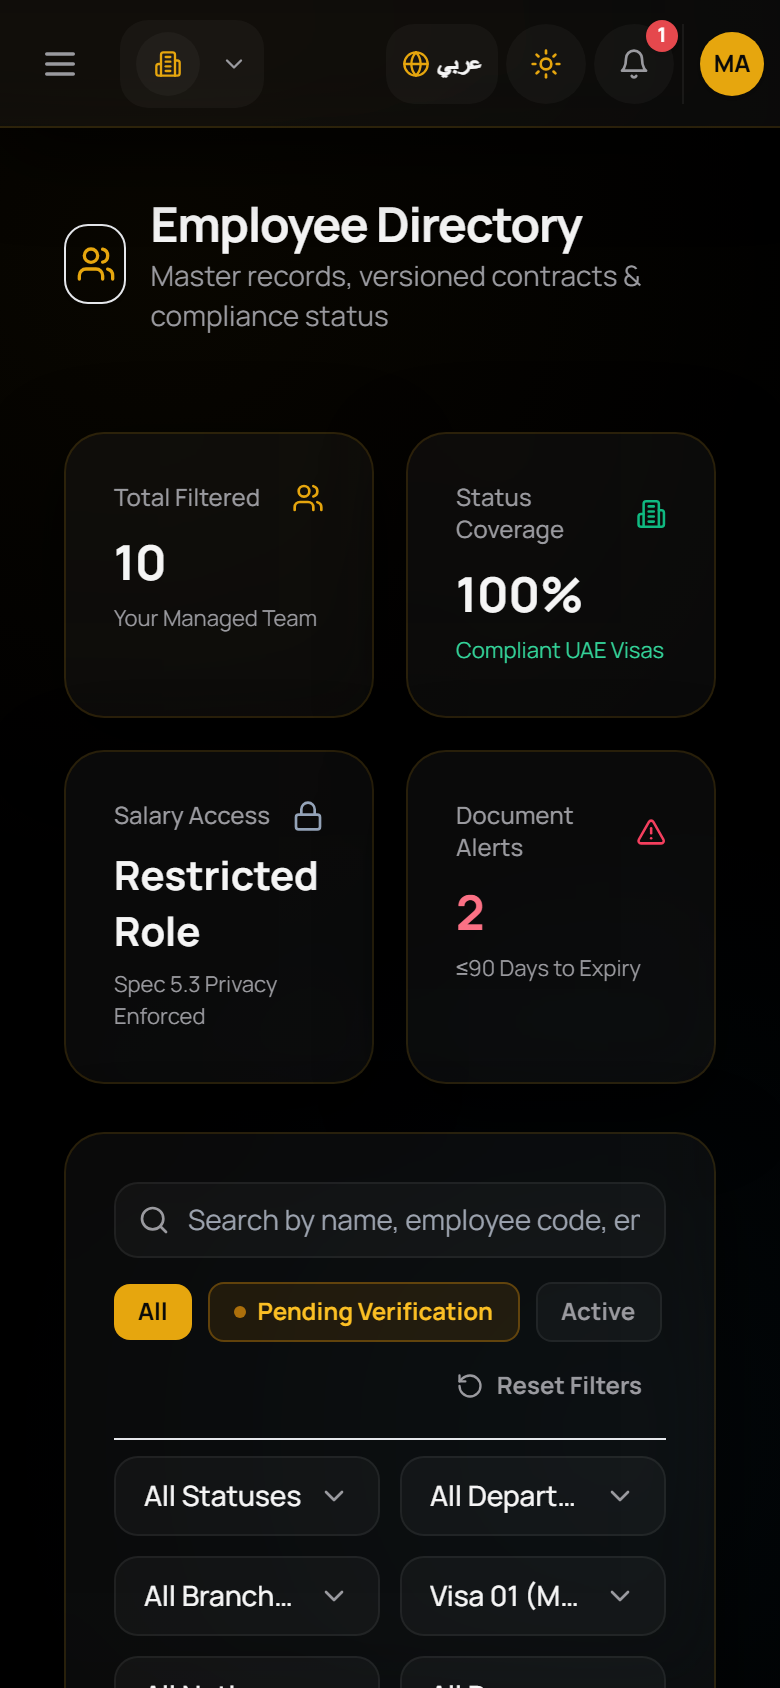 عربي
1
MA
Employee Directory
Master records, versioned contracts &
compliance status
Total Filtered
10
Your Managed Team
Status
Coverage
100%
Compliant UAE Visas
Salary Access
Restricted
Role
Spec 5.3 Privacy
Enforced
Document
Alerts
2
≤90 Days to Expiry
Search by name, employee code, er
All
Pending Verification
Active
Reset Filters
All Statuses
All Depart...
All Branch...
Visa 01 (M...